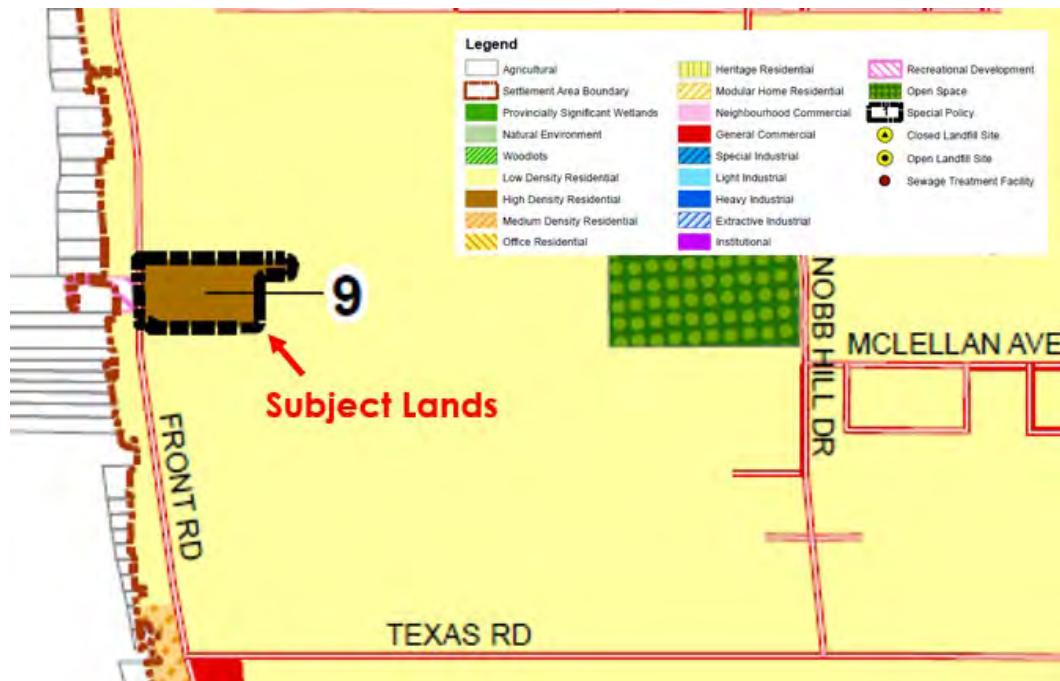 Legend
Agricultural
Settlement Area Boundary
Provincially Significant Wetlands
Natural Environment
Woodlots
Low Density Residential
High Density Residential
Medium Density Residential
Office Residential
Heritage Residential
Modular Home Residential
Neighbourhood Commercial
General Commercial
Special Industrial
Light Industrial
Heavy Industrial
Extractive Industrial
Institutional
Recreational Development
Open Space
1 Special Policy
Closed Landfill Site
Open Landfill Site
Sewage Treatment Facility
9
Subject Lands
FRONT RD
NOBB HILL DR
MCLELLAN AVE
TEXAS RD